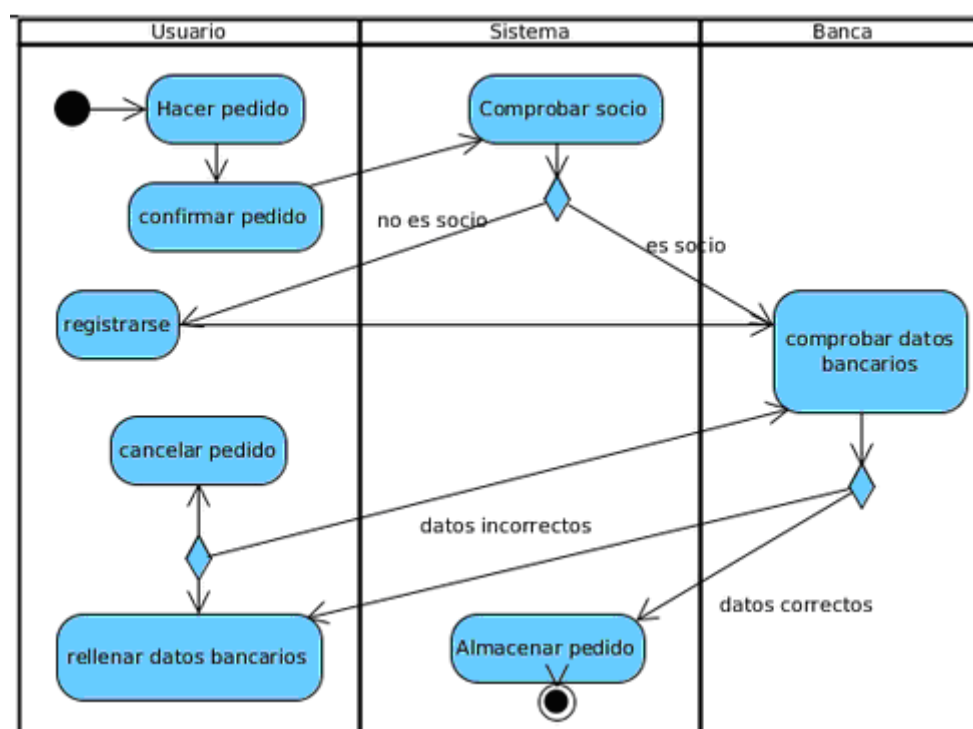 Usuario
Sistema
Banca
Hacer pedido
Comprobar socio
confirmar pedido
no es socio
es socio
registrarse
comprobar datos
bancarios
cancelar pedido
datos incorrectos
datos correctos
rellenar datos bancarios
Almacenar pedido